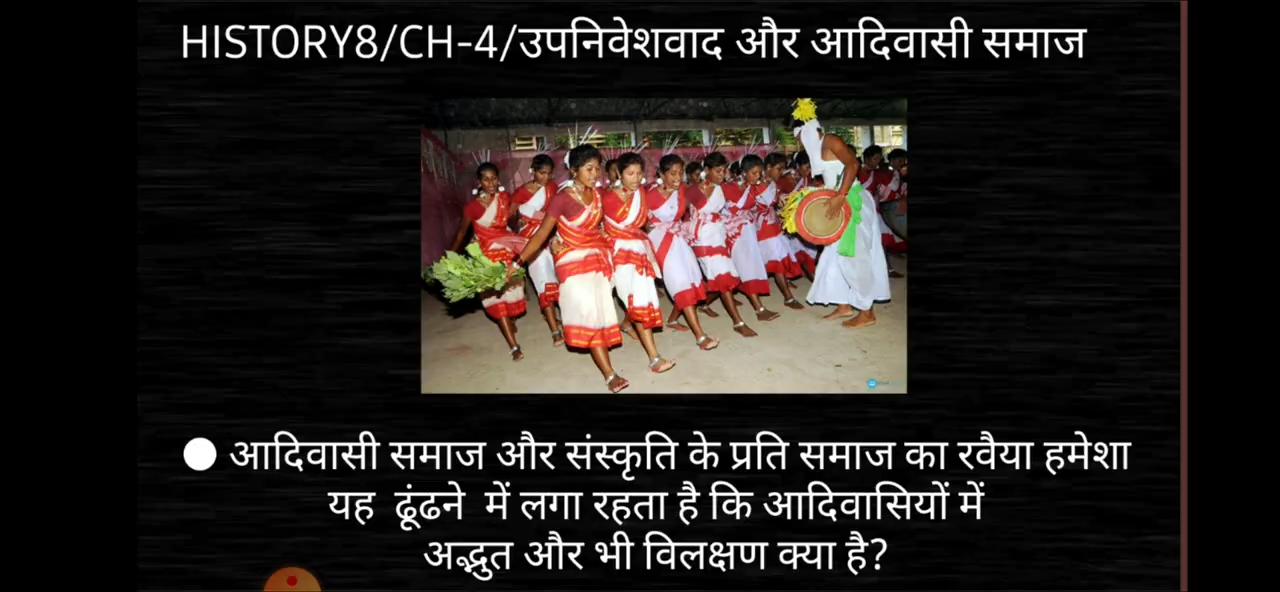 HISTORY8/CH-4/उपनिवेशवाद और आदिवासी समाज
● आदिवासी समाज और संस्कृति के प्रति समाज का रवैया हमेशा
यह ढूंढने में लगा रहता है कि आदिवासियों में
अद्भुत और भी विलक्षण क्या है?